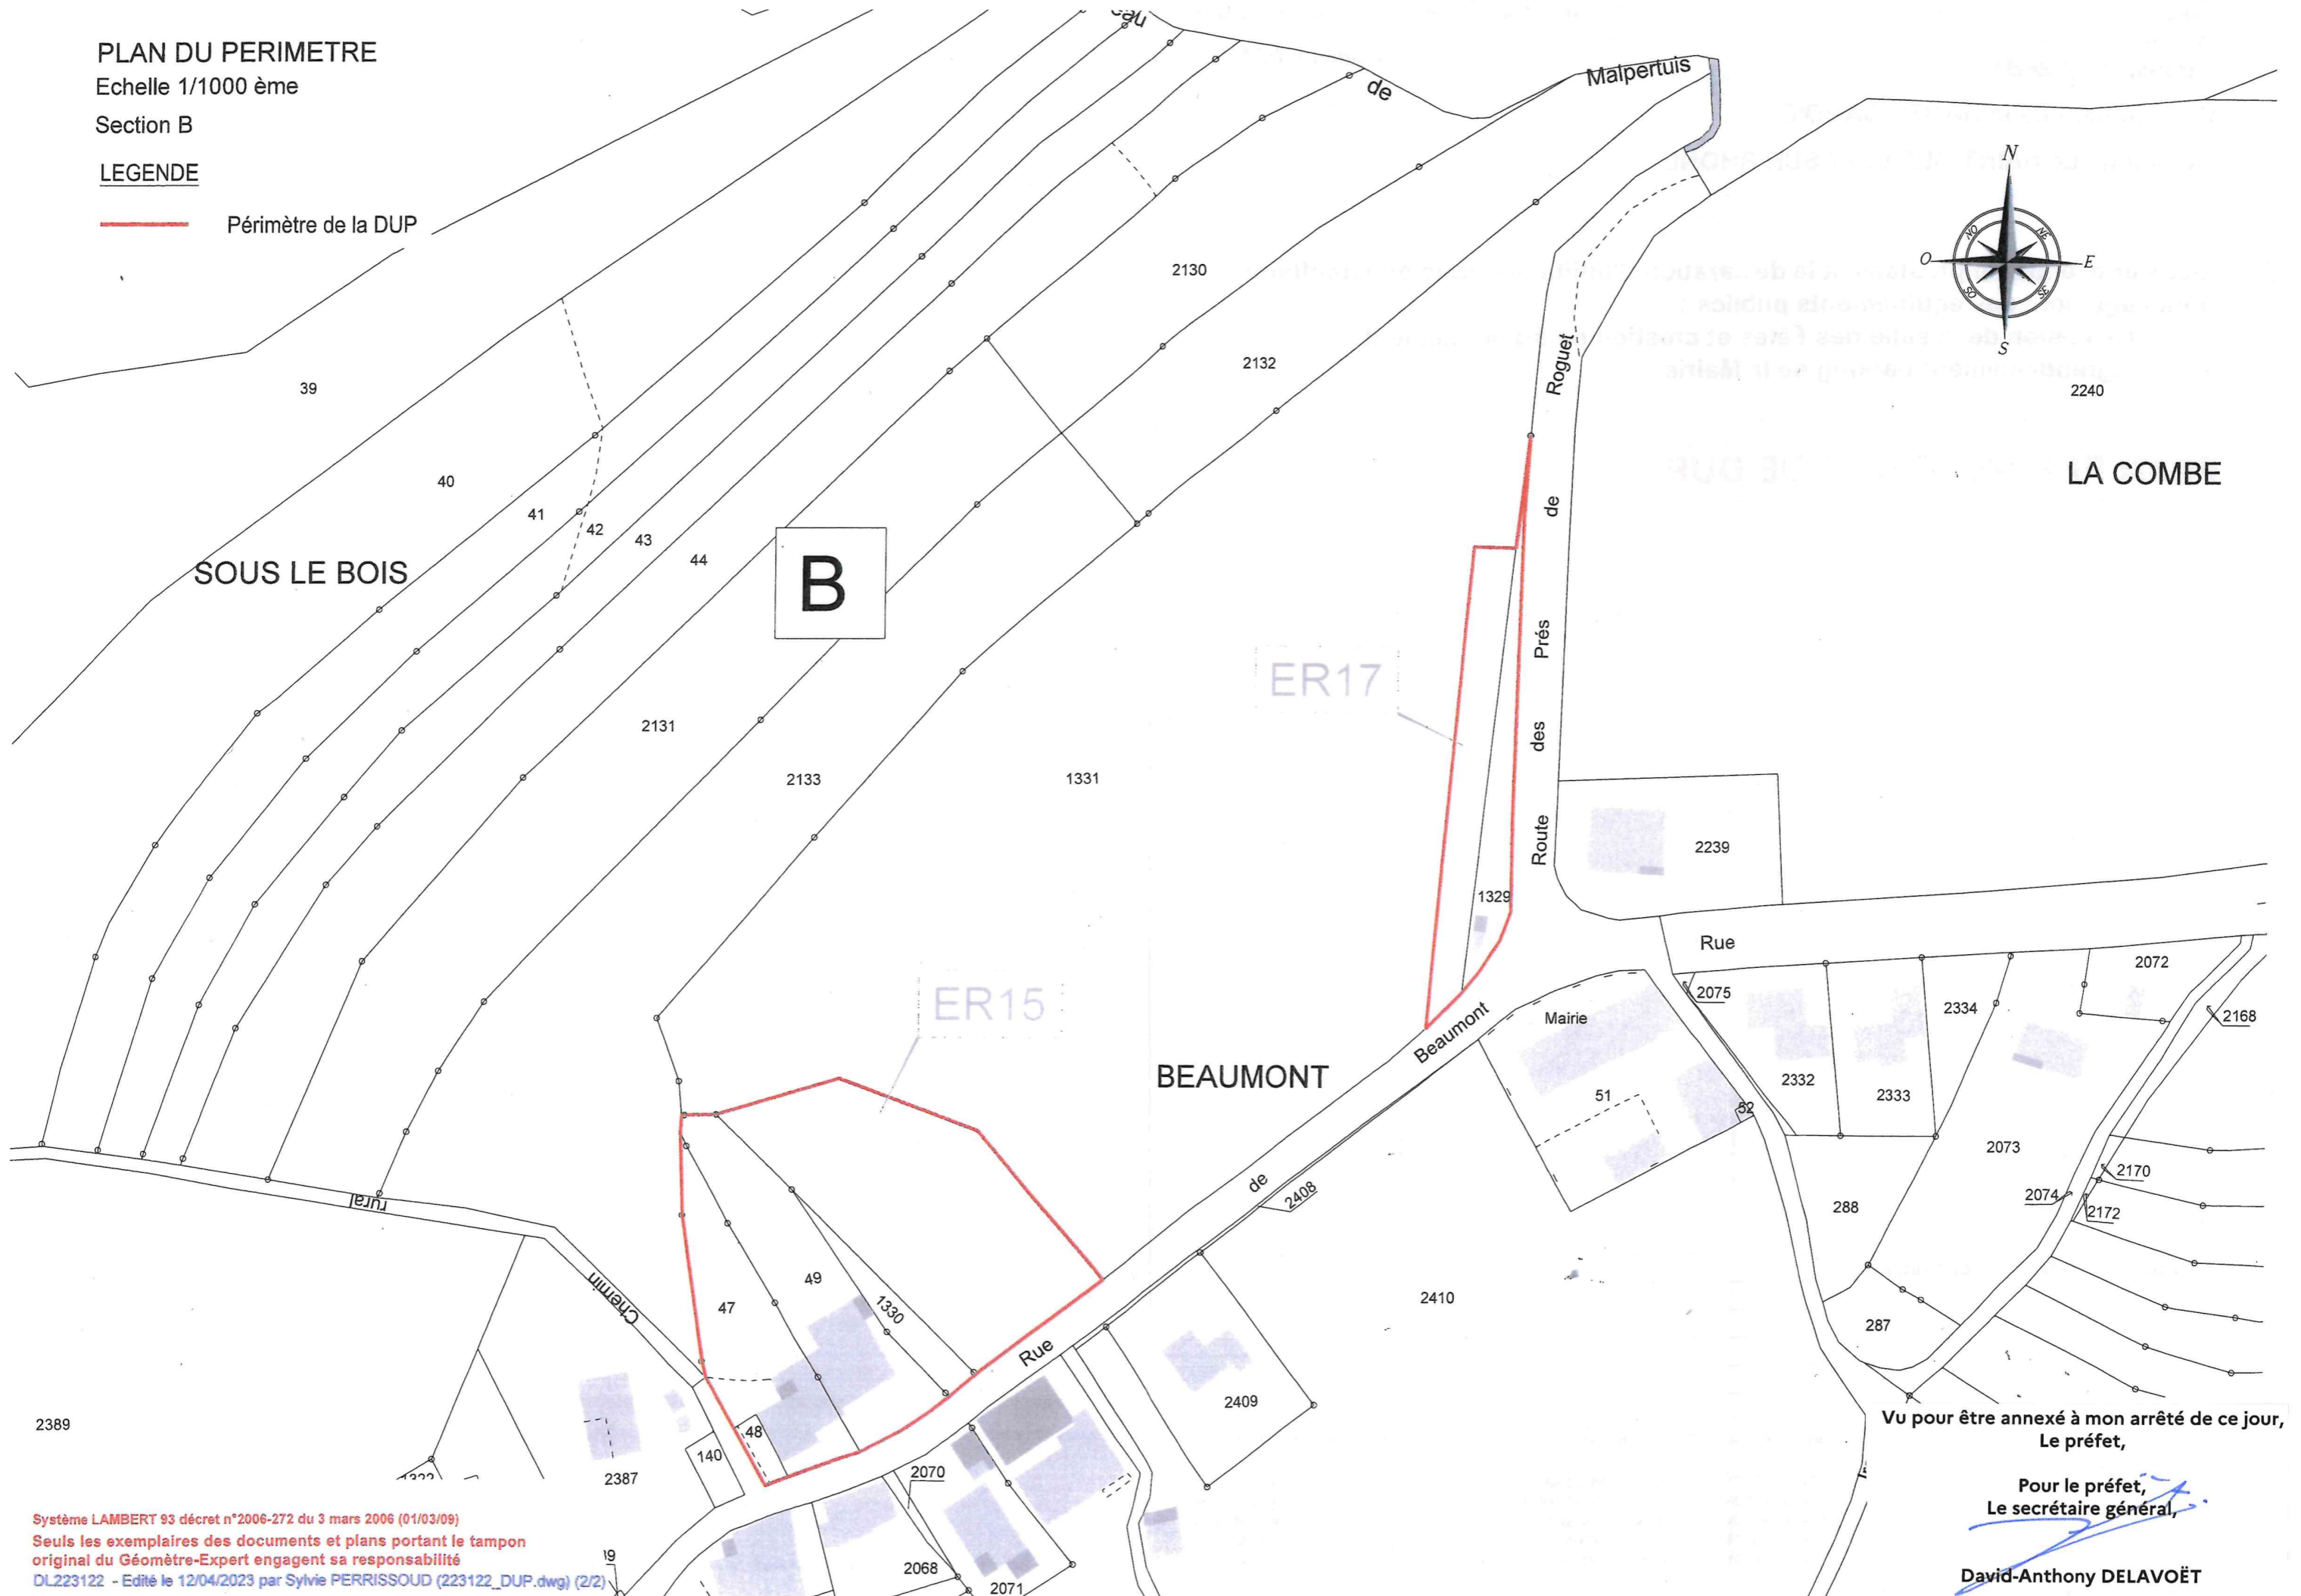 PLAN DU PERIMETRE
Echelle 1/1000 ème
Section B
LEGENDE
Périmètre de la DUP
de
Malpertuis
N
NO
NE
O
E
SO
SE
S
2130
2132
Roguet
2240
39
40
41
42
43
44
B
de
LA COMBE
SOUS LE BOIS
ER17
Prés
2131
2133
1331
des
Route
2239
1329
Rue
2072
2075
2334
2168
ER15
Mairie
Beaumont
BEAUMONT
2332
2333
51
52
2073
2170
2074
2172
288
rural
de
2408
Chemin
47
49
1330
2410
287
Rue
2409
2389
48
140
2387
2070
2068
2071
Vu pour être annexé à mon arrêté de ce jour,
Le préfet,
Pour le préfet,
Le secrétaire général,
David-Anthony DELAVOËT
Système LAMBERT 93 décret n°2006-272 du 3 mars 2006 (01/03/09)
Seuls les exemplaires des documents et plans portant le tampon
original du Géomètre-Expert engagent sa responsabilité
DL223122 - Edité le 12/04/2023 par Sylvie PERRISSOUD (223122_DUP.dwg) (2/2)